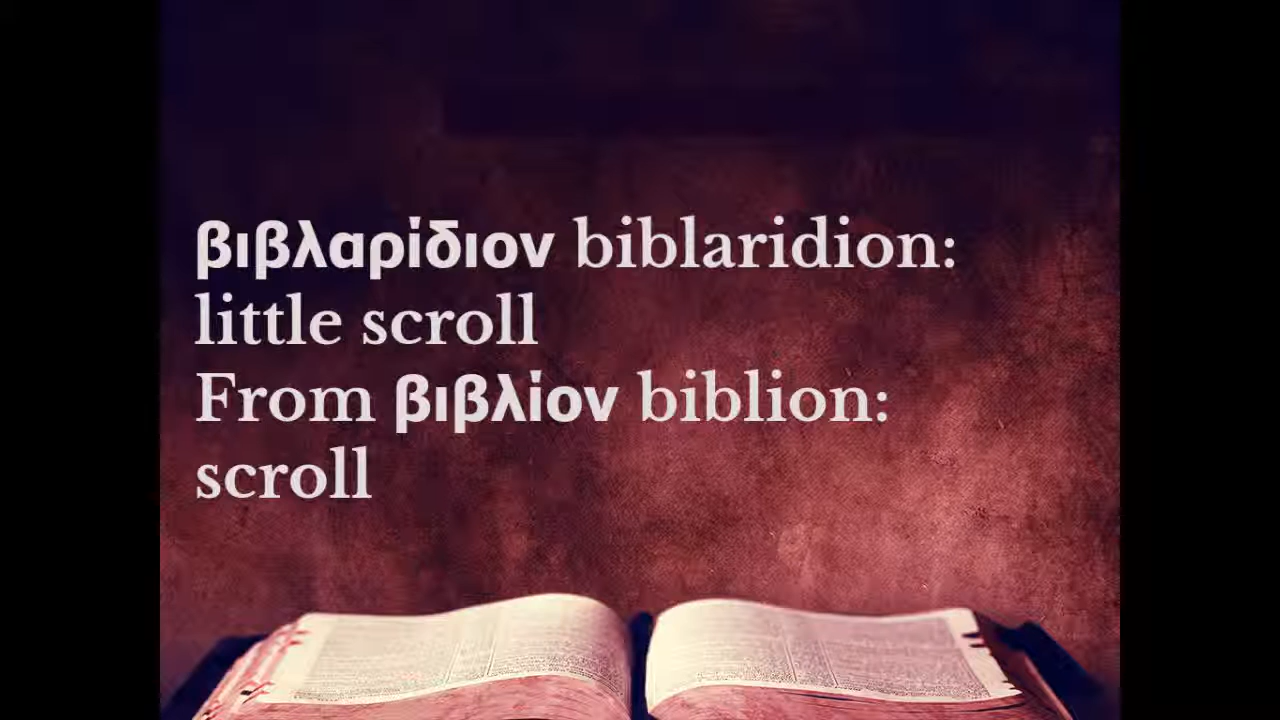 βιβλαρίδιον biblaridion:
little scroll
From βιβλίον biblion:
scroll